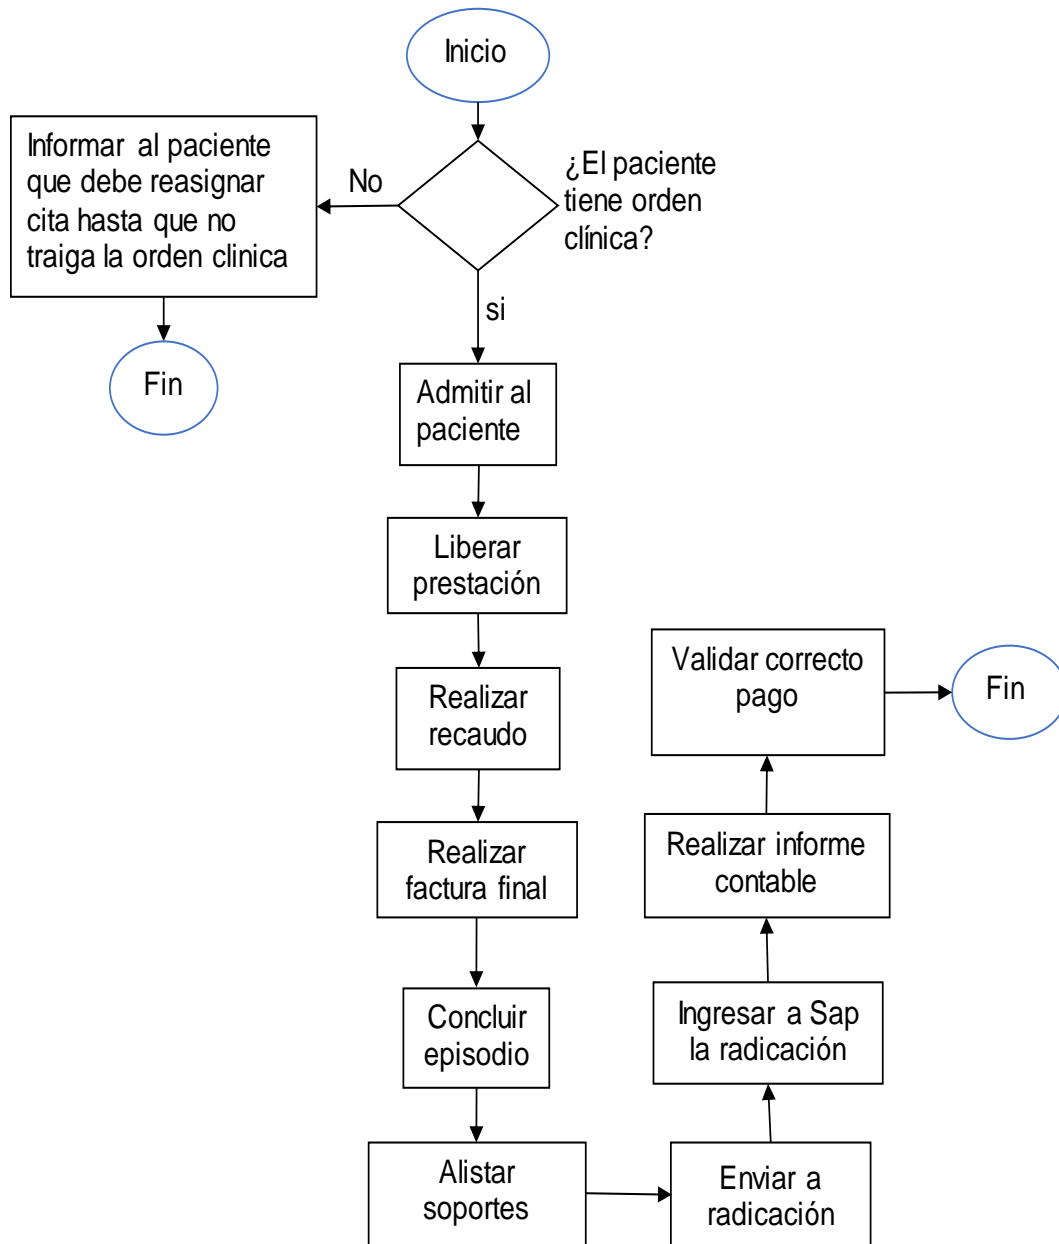 Inicio
¿El paciente
tiene orden
clínica?
No
Informar al paciente
que debe reasignar
cita hasta que no
traiga la orden clinica
Fin
si
Admitir al
paciente
Liberar
prestación
Realizar
recaudo
Realizar
factura final
Concluir
episodio
Alistar
soportes
Enviar a
radicación
Ingresar a Sap
la radicación
Realizar informe
contable
Validar correcto
pago
Fin